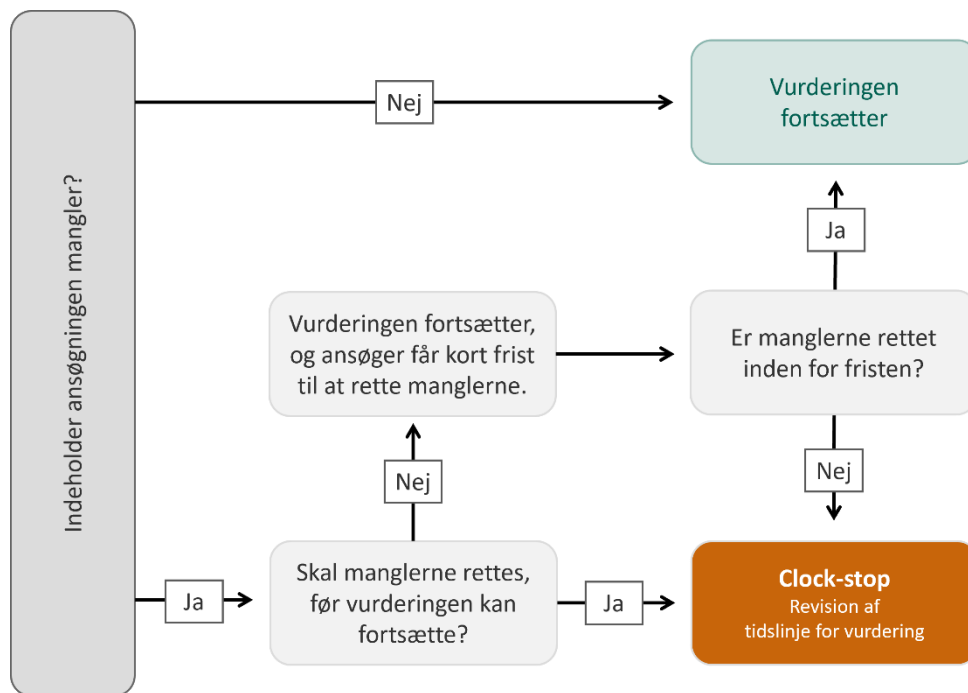 Indeholder ansøgningen mangler?
Nej
Vurderingen
fortsætter
Ja
Vurderingen fortsætter,
og ansøger får kort frist
til at rette manglerne.
Er manglerne rettet
inden for fristen?
Nej
Nej
Ja
Skal manglerne rettes,
før vurderingen kan
fortsætte?
Ja
Clock-stop
Revision af
tidslinje for vurdering